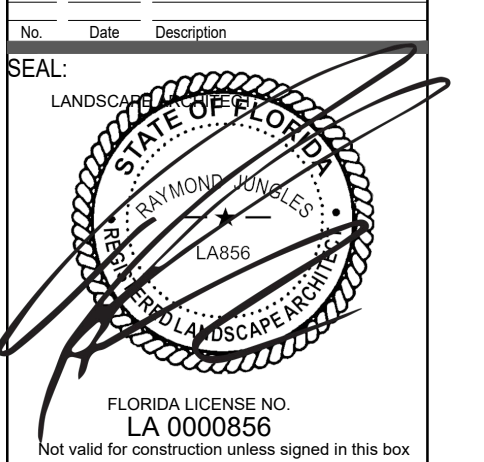 No. Date Description
SEAL:
LANDSCAPE ARCHITECT:
STATE OF FLORIDA
RAYMOND JUNGLES
LA856
REGISTERED LANDSCAPE ARCHITECT
FLORIDA LICENSE NO.
LA 0000856
Not valid for construction unless signed in this box